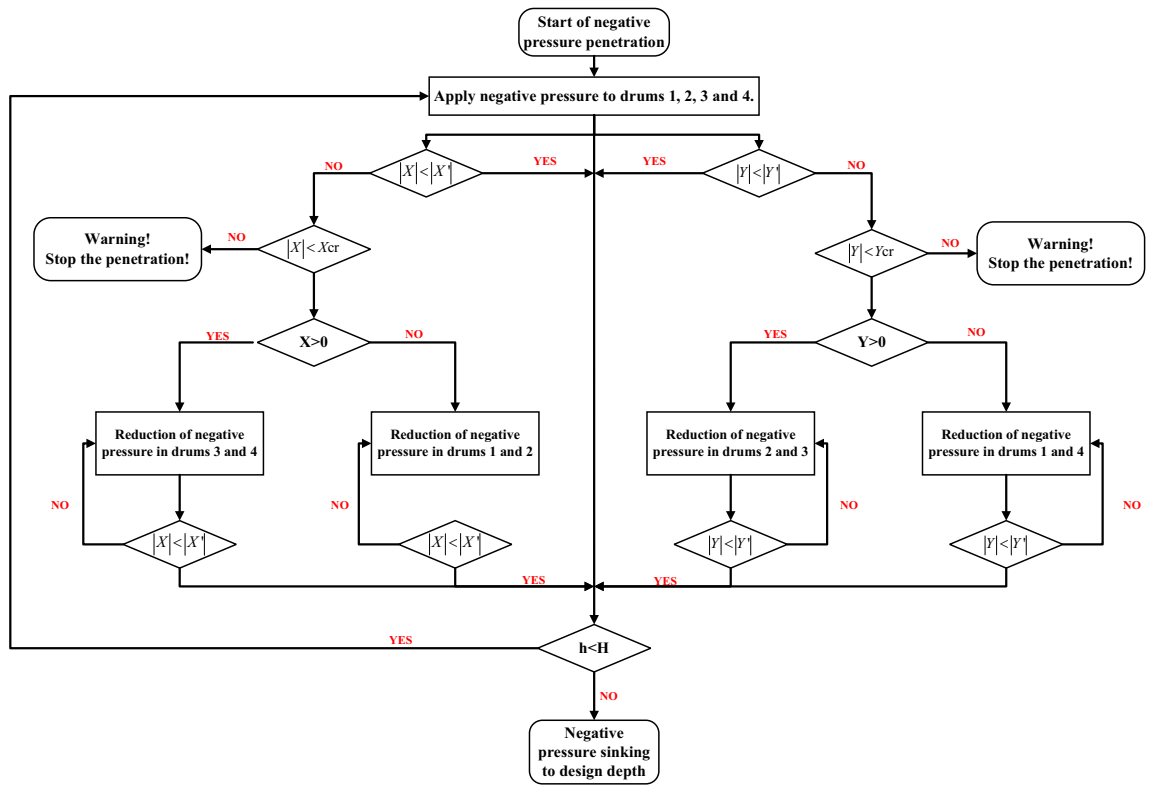 Start of negative
pressure penetration
Apply negative pressure to drums 1, 2, 3 and 4.
NO
|X|<|X'|
YES
YES
|Y|<|Y'|
NO
Warning!
Stop the penetration!
NO
|X|<Xcr
|Y|<Ycr
NO
Warning!
Stop the penetration!
YES
X>0
NO
YES
Y>0
NO
Reduction of negative
pressure in drums 3 and 4
Reduction of negative
pressure in drums 1 and 2
Reduction of negative
pressure in drums 2 and 3
Reduction of negative
pressure in drums 1 and 4
NO
NO
NO
NO
|X|<|X'|
|X|<|X'|
|Y|<|Y'|
|Y|<|Y'|
YES
YES
YES
h<H
NO
Negative
pressure sinking
to design depth